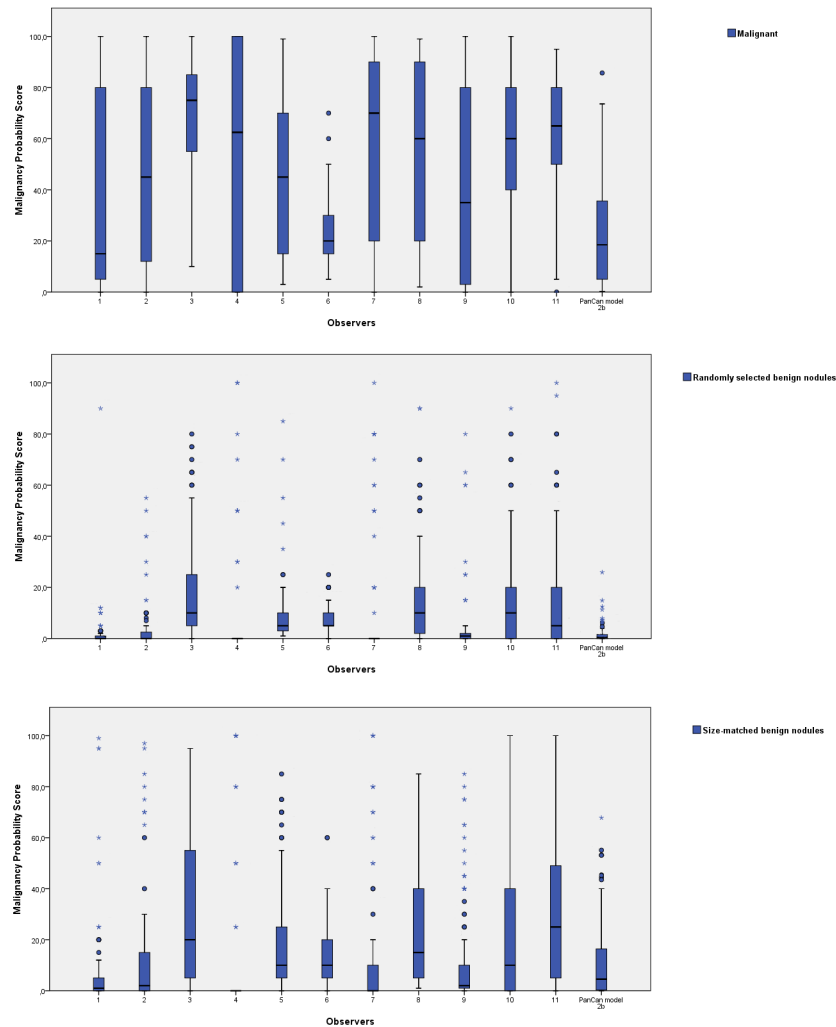 Malignant
Malignancy Probability Score
100,0
80,0
60,0
40,0
20,0
,0
1 2 3 4 5 6 7 8 9 10 11 PanCan model
2b
Observers
Randomly selected benign nodules
Malignancy Probability Score
100,0
80,0
60,0
40,0
20,0
,0
1 2 3 4 5 6 7 8 9 10 11 PanCan model
2b
Observers
Size-matched benign nodules
Malignancy Probability Score
100,0
80,0
60,0
40,0
20,0
,0
1 2 3 4 5 6 7 8 9 10 11 PanCan model
2b
Observers